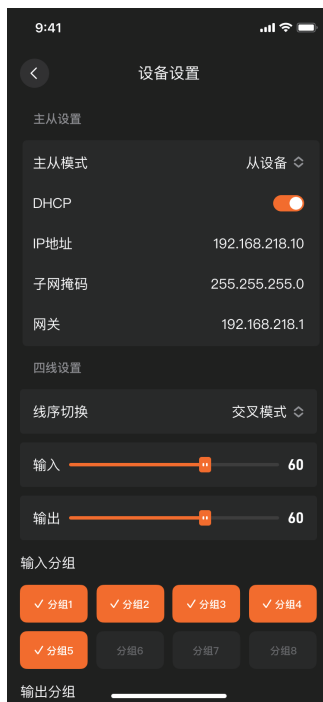 9:41
设备设置
主从设置
主从模式 从设备
DHCP
IP地址 192.168.218.10
子网掩码 255.255.255.0
网关 192.168.218.1
四线设置
线序切换 交叉模式
输入 60
输出 60
输入分组
分组1 分组2 分组3 分组4
分组5 分组6 分组7 分组8
输出分组